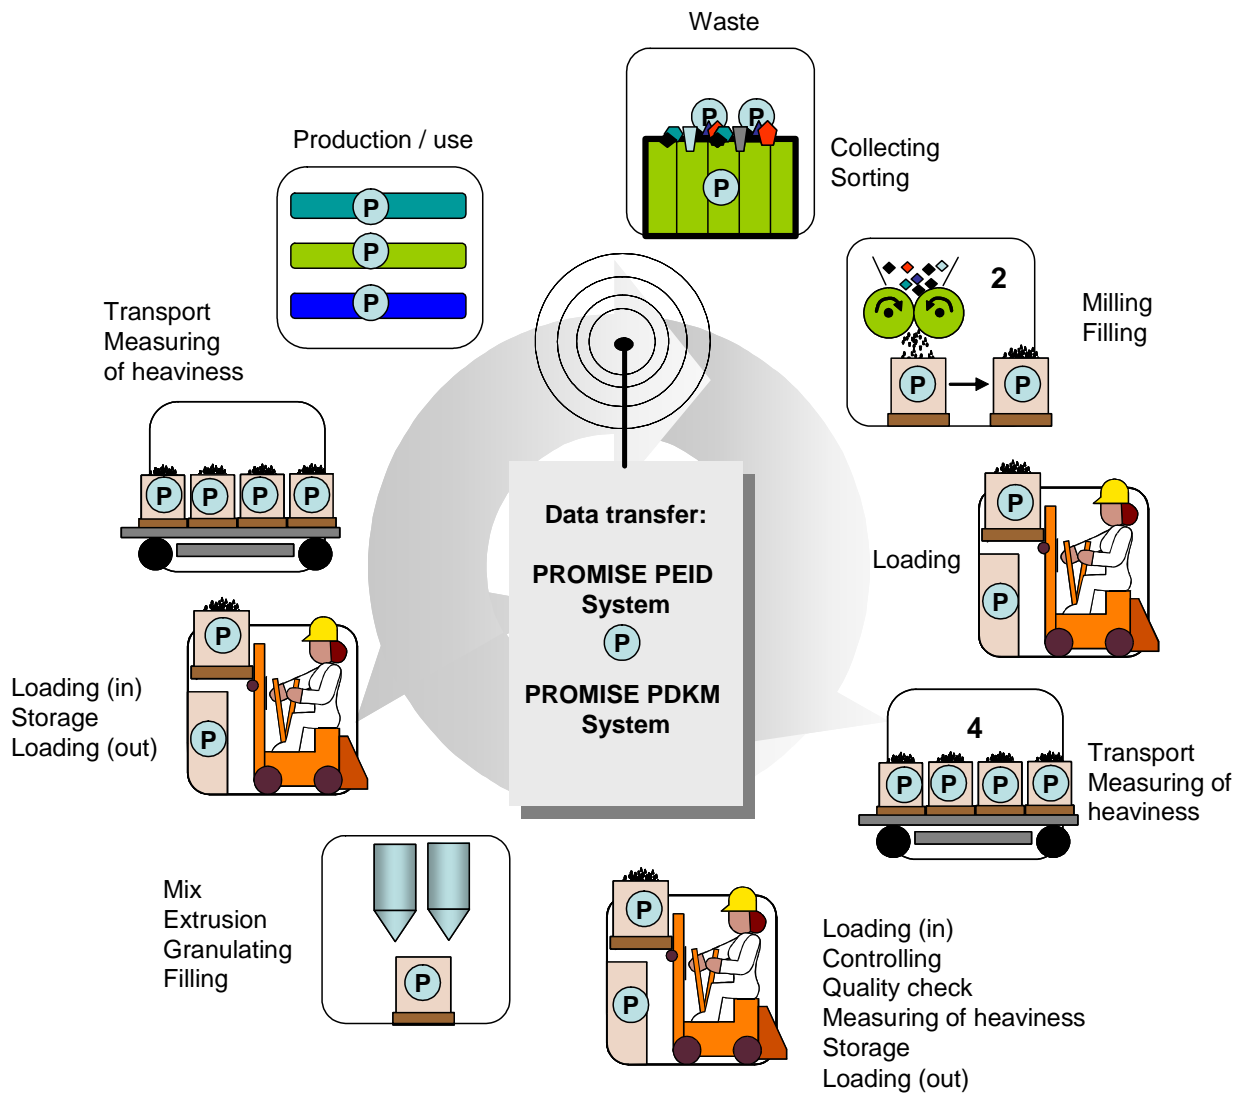 Waste
P P
P
Collecting
Sorting
Production / use
P
P
P
2
P P
Milling
Filling
Transport
Measuring
of heaviness
P P P P
Data transfer:
PROMISE PEID
System
P
PROMISE PDKM
System
P
Loading
P
Loading (in)
Storage
Loading (out)
P
P
4
P P P P
Transport
Measuring of
heaviness
Mix
Extrusion
Granulating
Filling
P
P
P
Loading (in)
Controlling
Quality check
Measuring of heaviness
Storage
Loading (out)